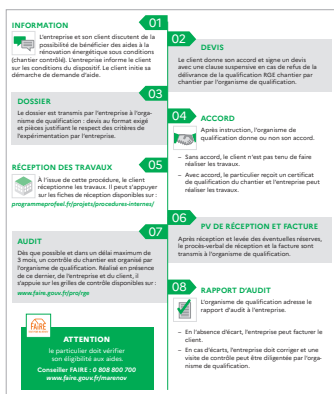 01
INFORMATION
L'entreprise et son client discutent de la
possibilité de bénéficier des aides à la
rénovation énergétique sous conditions
(chantier contrôlé). L'entreprise informe le client
sur les conditions du dispositif. Le client initie sa
démarche de demande d'aide.
02
DEVIS
Le client donne son accord et signe un devis
avec une clause suspensive en cas de refus de la
délivrance de la qualification RGE chantier par
chantier par l'organisme de qualification.
03
DOSSIER
Le dossier est transmis par l'entreprise à l'orga-
nisme de qualification : devis au format exigé
et pièces justifiant le respect des critères de
l'expérimentation par l'entreprise.
04
ACCORD
Après instruction, l'organisme de
qualification donne ou non son accord.
– Sans accord, le client n'est pas tenu de faire
réaliser les travaux.
– Avec accord, le particulier reçoit un certificat
de qualification du chantier et l'entreprise peut
réaliser les travaux.
05
RÉCEPTION DES TRAVAUX
À l'issue de cette procédure, le client
réceptionne les travaux. Il peut s'appuyer
sur les fiches de réception disponibles sur :
programmeprofeel.fr/projets/procedures-internes/
06
PV DE RÉCEPTION ET FACTURE
Après réception et levée des éventuelles réserves,
le procès-verbal de réception et la facture sont
transmis à l'organisme de qualification.
07
AUDIT
Dès que possible et dans un délai maximum de
3 mois, un contrôle du chantier est organisé par
l'organisme de qualification. Réalisé en présence
de ce dernier, de l'entreprise et du client, il
s'appuie sur les grilles de contrôle disponibles sur :
www.faire.gouv.fr/pro/rge
08
RAPPORT D'AUDIT
L'organisme de qualification adresse le
rapport d'audit à l'entreprise.
– En l'absence d'écart, l'entreprise peut facturer le
client.
– En cas d'écarts, l'entreprise doit corriger et une
visite de contrôle peut être diligentée par l'orga-
nisme de qualification.
FAIRE
ATTENTION
le particulier doit vérifier
son éligibilité aux aides.
Conseiller FAIRE : 0 808 800 700
www.faire.gouv.fr/marenov